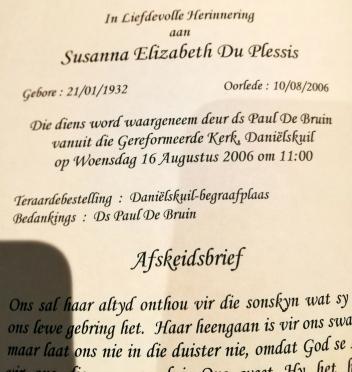 In Liefdevolle Herinnering
aan
Susanna Elizabeth Du Plessis
Gebore : 21/01/1932 Oorlede : 10/08/2006
Die diens word waargeneem deur ds Paul De Bruin
vanuit die Gereformeerde Kerk, Daniëlskuil
op Woensdag 16 Augustus 2006 om 11:00
Teraardebestelling : Daniëlskuil-begraafplaas
Bedankings : Ds Paul De Bruin
Afskeidsbrief
Ons sal haar altyd onthou vir die sonskyn wat sy
ons lewe gebring het. Haar heengaan is vir ons swa
maar laat ons nie in die duister nie, omdat God se